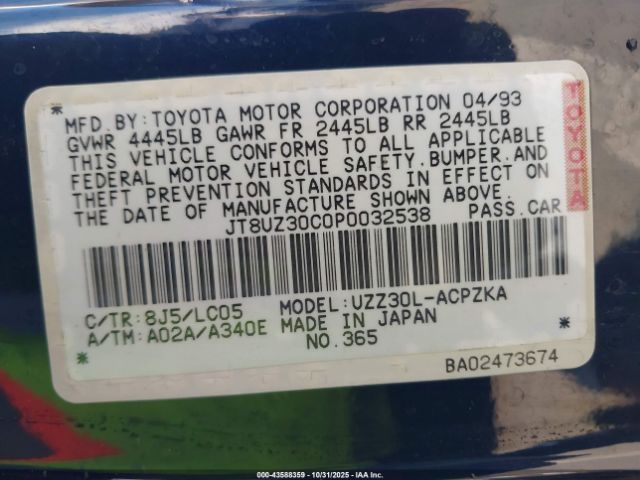 MFD.BY:TOYOTA MOTOR CORPORATION 04/93
GVWR 4445LB GAWR FR 2445LB RR 2445LB
THIS VEHICLE CONFORMS TO ALL APPLICABLE
FEDERAL MOTOR VEHICLE SAFETY.BUMPER.AND
THEFT PREVENTION STANDARDS IN EFFECT ON
THE DATE OF MANUFACTURE SHOWN ABOVE.
*JT8UZ30C0P0032538* PASS.CAR
TOYOTA
C/TR:8J5/LC05 MODEL:UZZ30L-ACPZKA
A/TM:A02A/A340E MADE IN JAPAN
NO.365
BA02473674
000-43588359 - 10/31/2025 - IAA Inc.